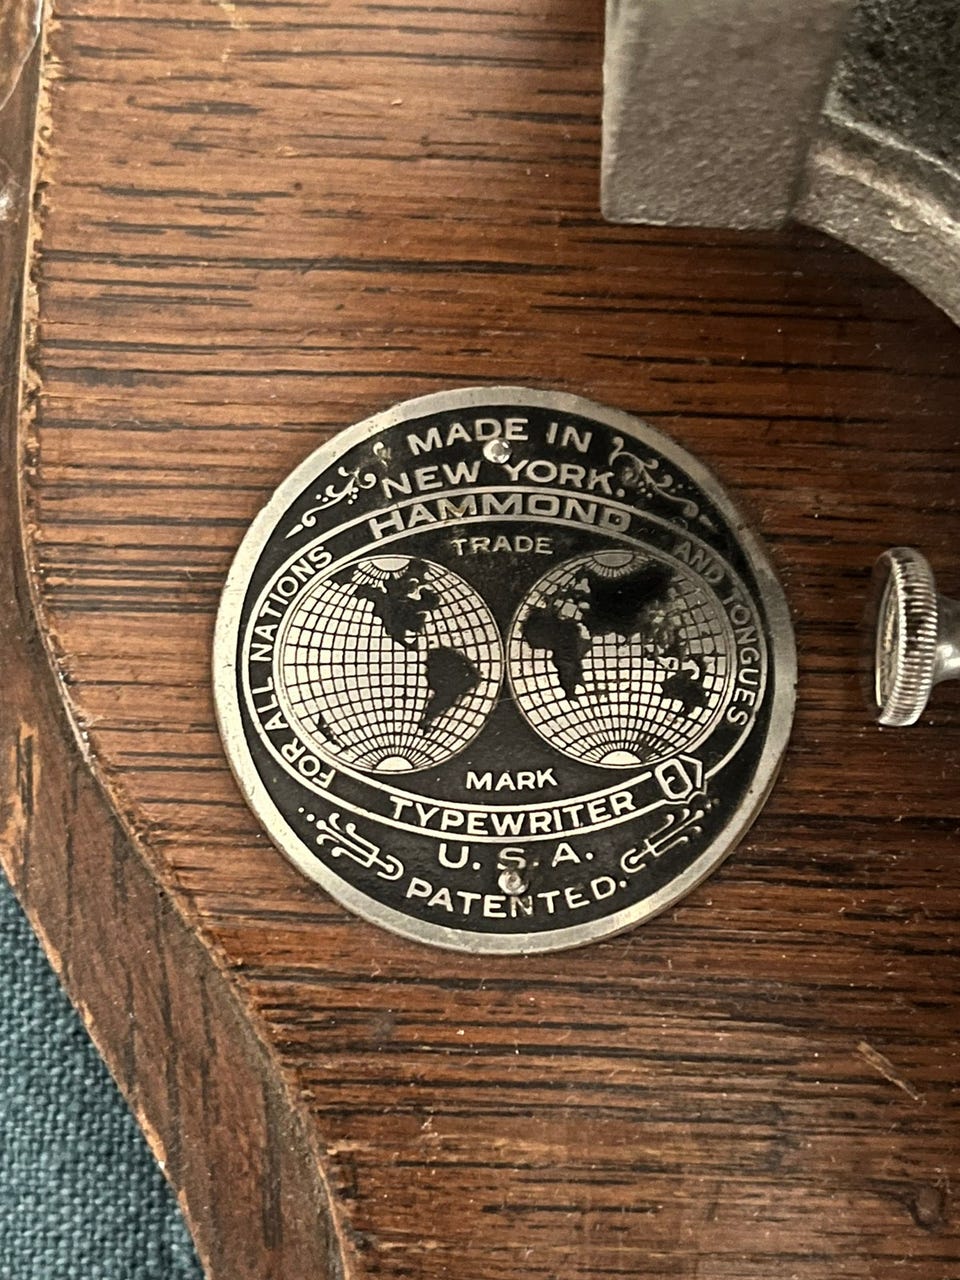 MADE IN
NEW YORK.
HAMMOND
TRADE
FOR ALL NATIONS
AND TONGUES
MARK
TYPEWRITER
U. S. A.
PATENTED.